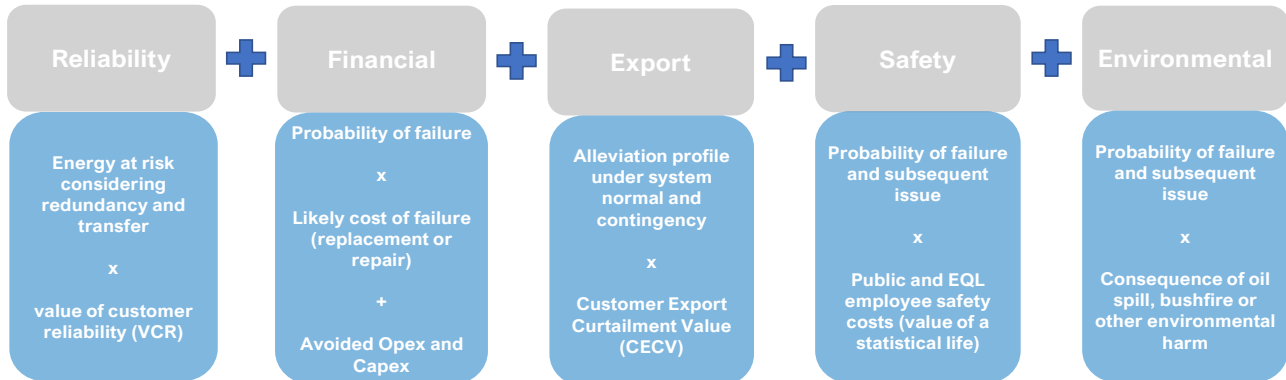 Reliability
Energy at risk
considering
redundancy and
transfer
x
value of customer
reliability (VCR)
Financial
Probability of failure
x
Likely cost of failure
(replacement or
repair)
+
Avoided Opex and
Capex
Export
Alleviation profile
under system
normal and
contingency
x
Customer Export
Curtailment Value
(CECV)
Safety
Probability of failure
and subsequent
issue
x
Public and EQL
employee safety
costs (value of a
statistical life)
Environmental
Probability of failure
and subsequent
issue
x
Consequence of oil
spill, bushfire or
other environmental
harm